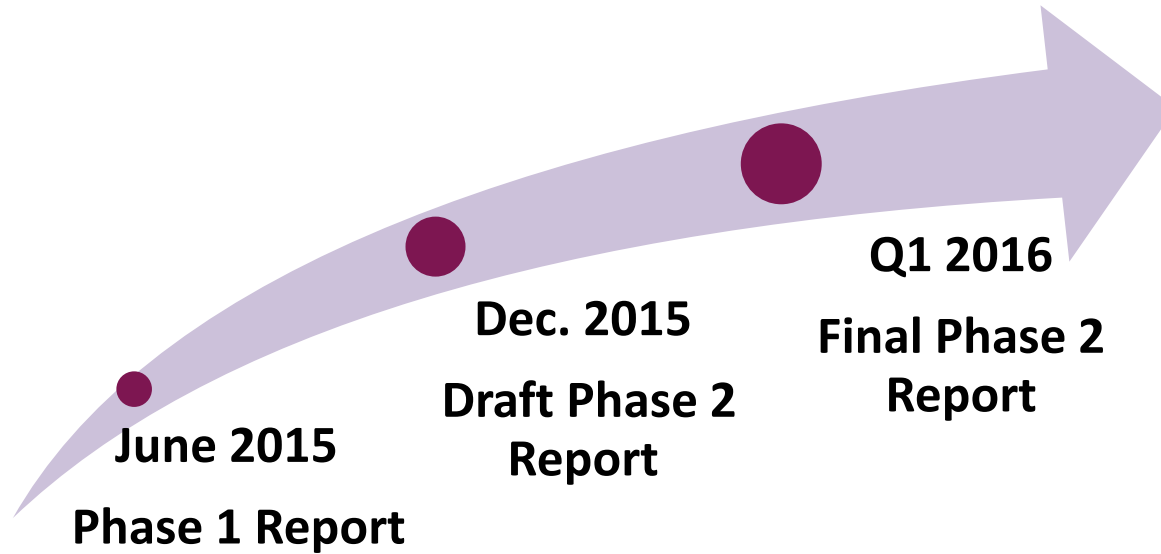 June 2015
Phase 1 Report
Dec. 2015
Draft Phase 2
Report
Q1 2016
Final Phase 2
Report